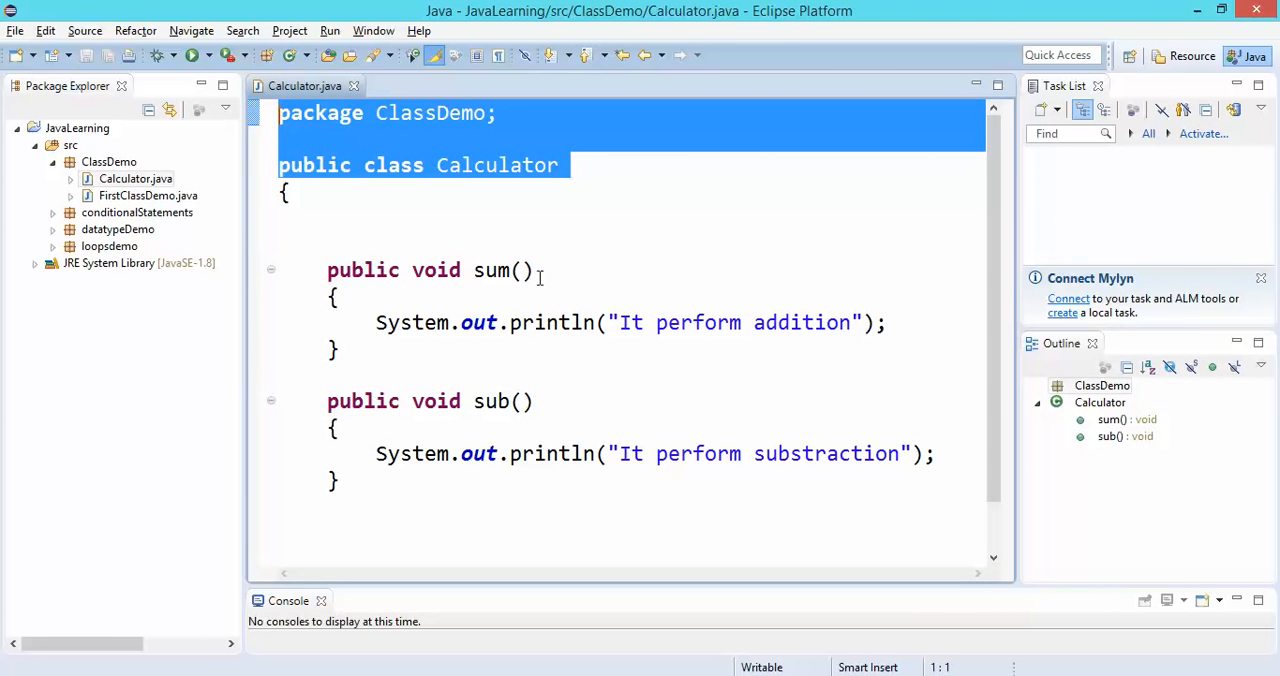 Java - JavaLearning/src/ClassDemo/Calculator.java - Eclipse Platform
File Edit Source Refactor Navigate Search Project Run Window Help
Quick Access Resource Java
Package Explorer
JavaLearning
src
ClassDemo
Calculator.java
FirstClassDemo.java
conditionalStatements
datatypeDemo
loopsdemo
JRE System Library [JavaSE-1.8]
Calculator.java
package ClassDemo;
public class Calculator
{
public void sum()
{
System.out.println("It perform addition");
}
public void sub()
{
System.out.println("It perform substraction");
}
Task List
Find All Activate...
Connect Mylyn
Connect to your task and ALM tools or
create a local task.
Outline
ClassDemo
Calculator
sum() : void
sub() : void
Console
No consoles to display at this time.
Writable Smart Insert 1 : 1